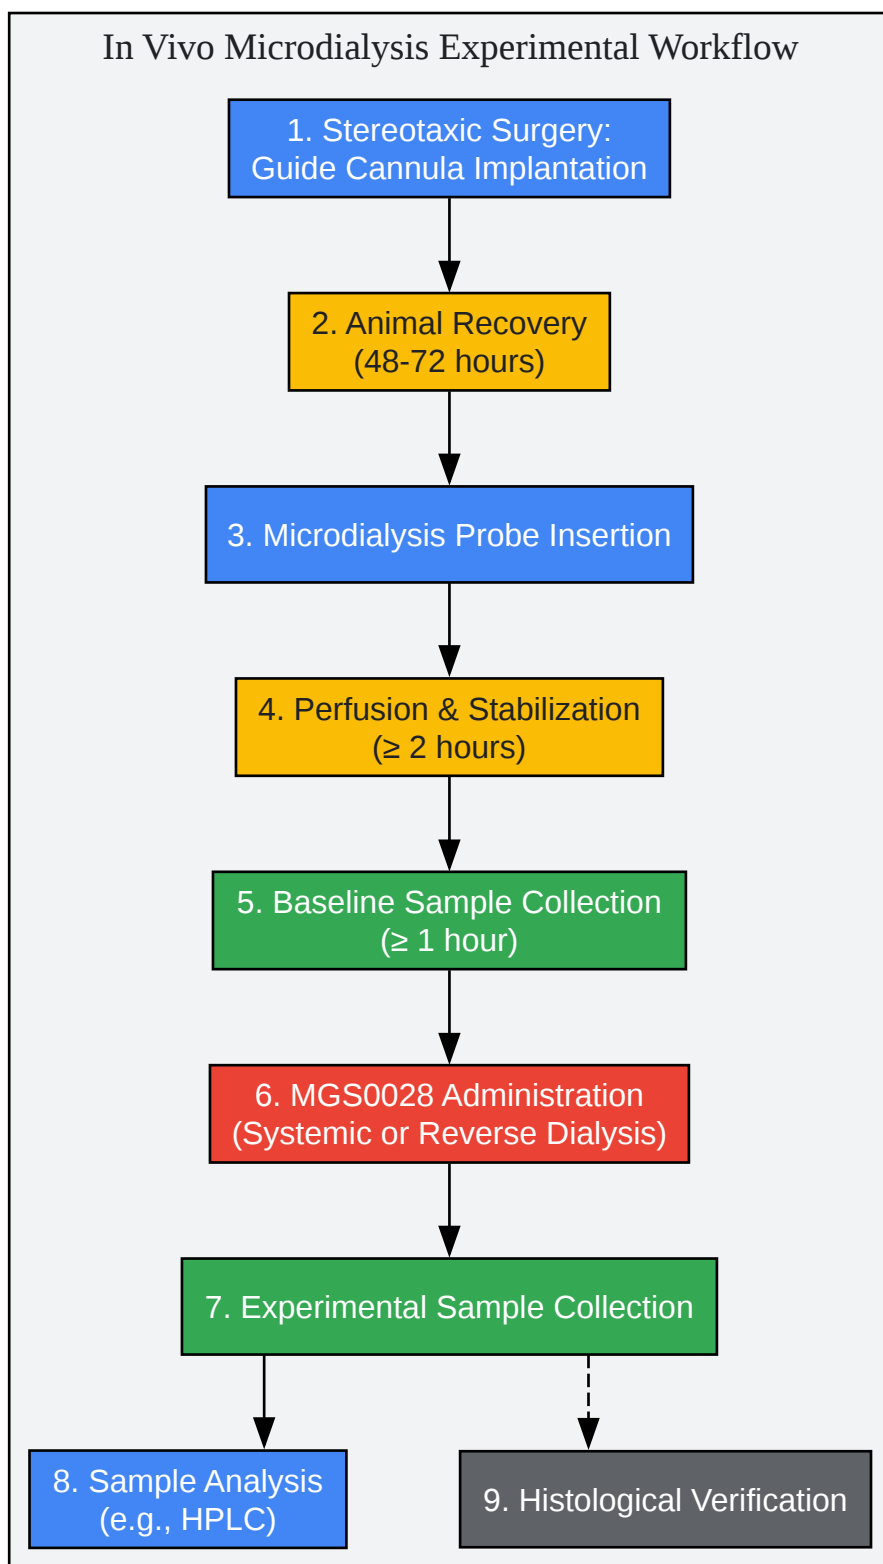 In Vivo Microdialysis Experimental Workflow
1. Stereotaxic Surgery:
Guide Cannula Implantation
2. Animal Recovery
(48-72 hours)
3. Microdialysis Probe Insertion
4. Perfusion & Stabilization
(≥ 2 hours)
5. Baseline Sample Collection
(≥ 1 hour)
6. MGS0028 Administration
(Systemic or Reverse Dialysis)
7. Experimental Sample Collection
8. Sample Analysis
(e.g., HPLC)
9. Histological Verification